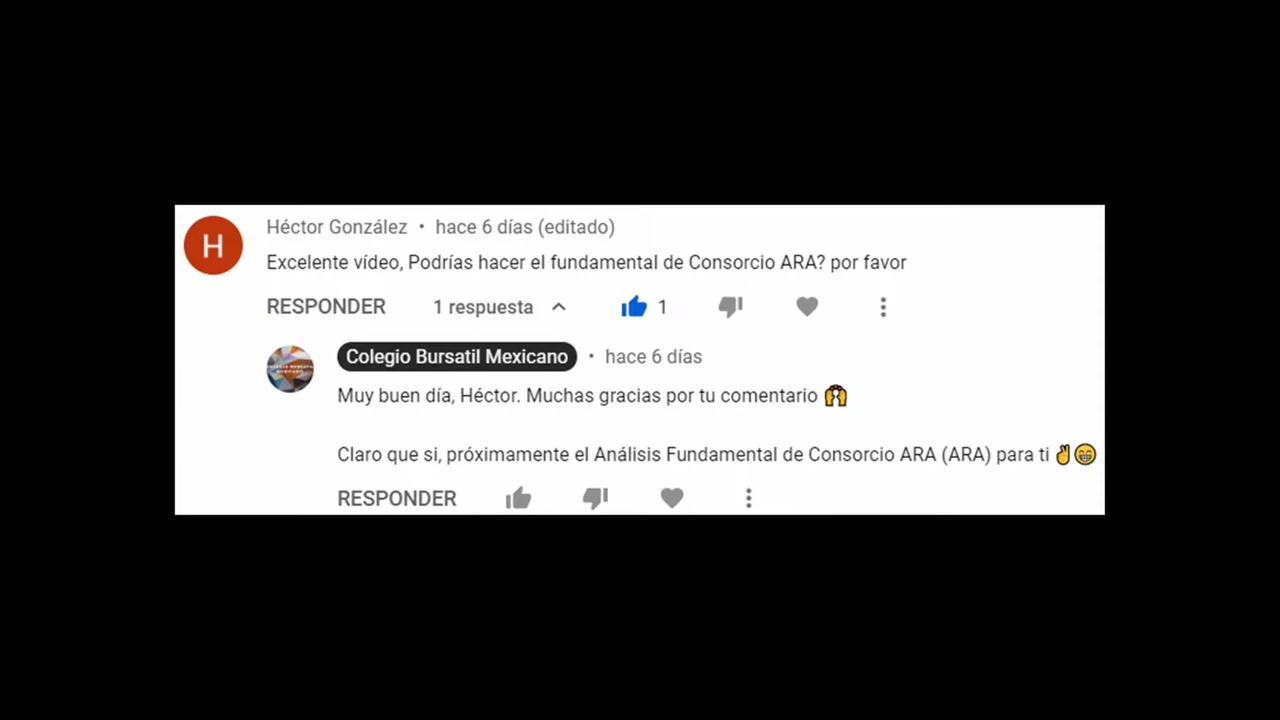 H
Héctor González • hace 6 días (editado)
Excelente vídeo, Podrías hacer el fundamental de Consorcio ARA? por favor
RESPONDER 1 respuesta 1
Colegio Bursatil Mexicano • hace 6 días
Muy buen día, Héctor. Muchas gracias por tu comentario 🙌
Claro que si, próximamente el Análisis Fundamental de Consorcio ARA (ARA) para ti ✌️😁
RESPONDER